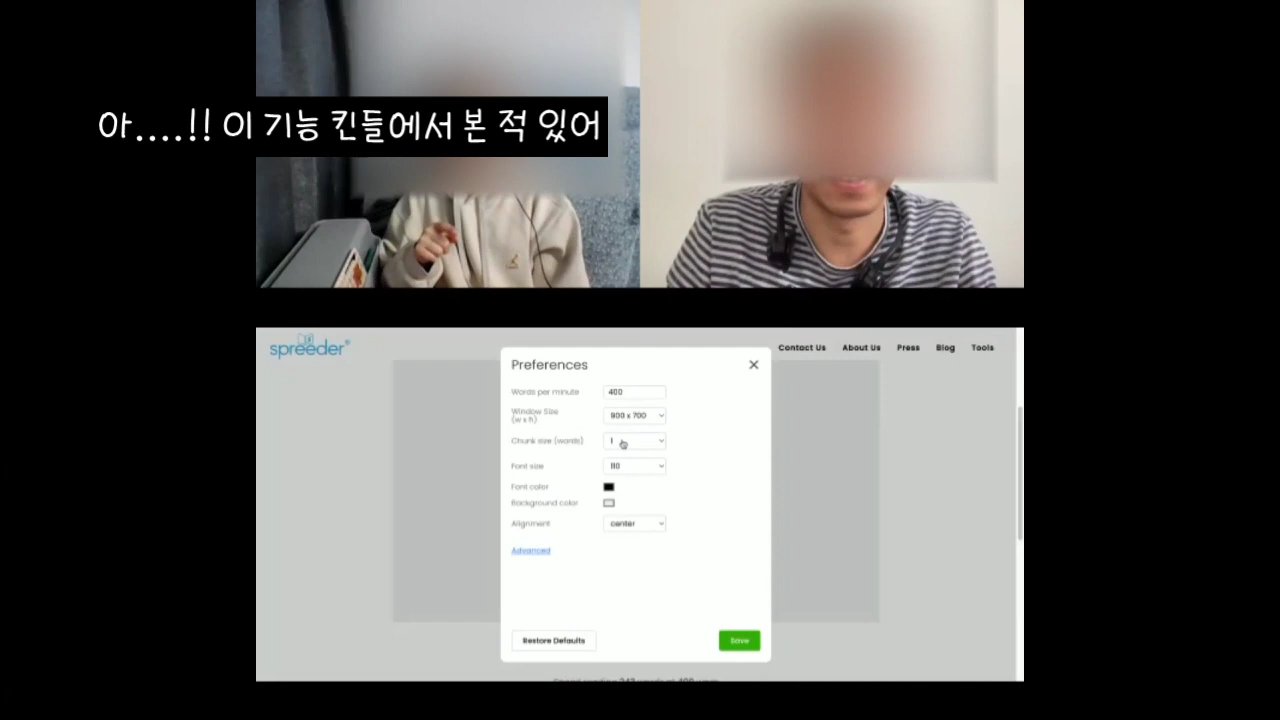 아....!! 이 기능 킨들에서 본 적 있어
spreeder®
Contact Us About Us Press Blog Tools
Preferences
Words per minute 400
Window Size (w x h) 900 x 700
Chunk size (words) 1
Font size 110
Font color
Background color
Alignment center
Advanced
Restore Defaults Save